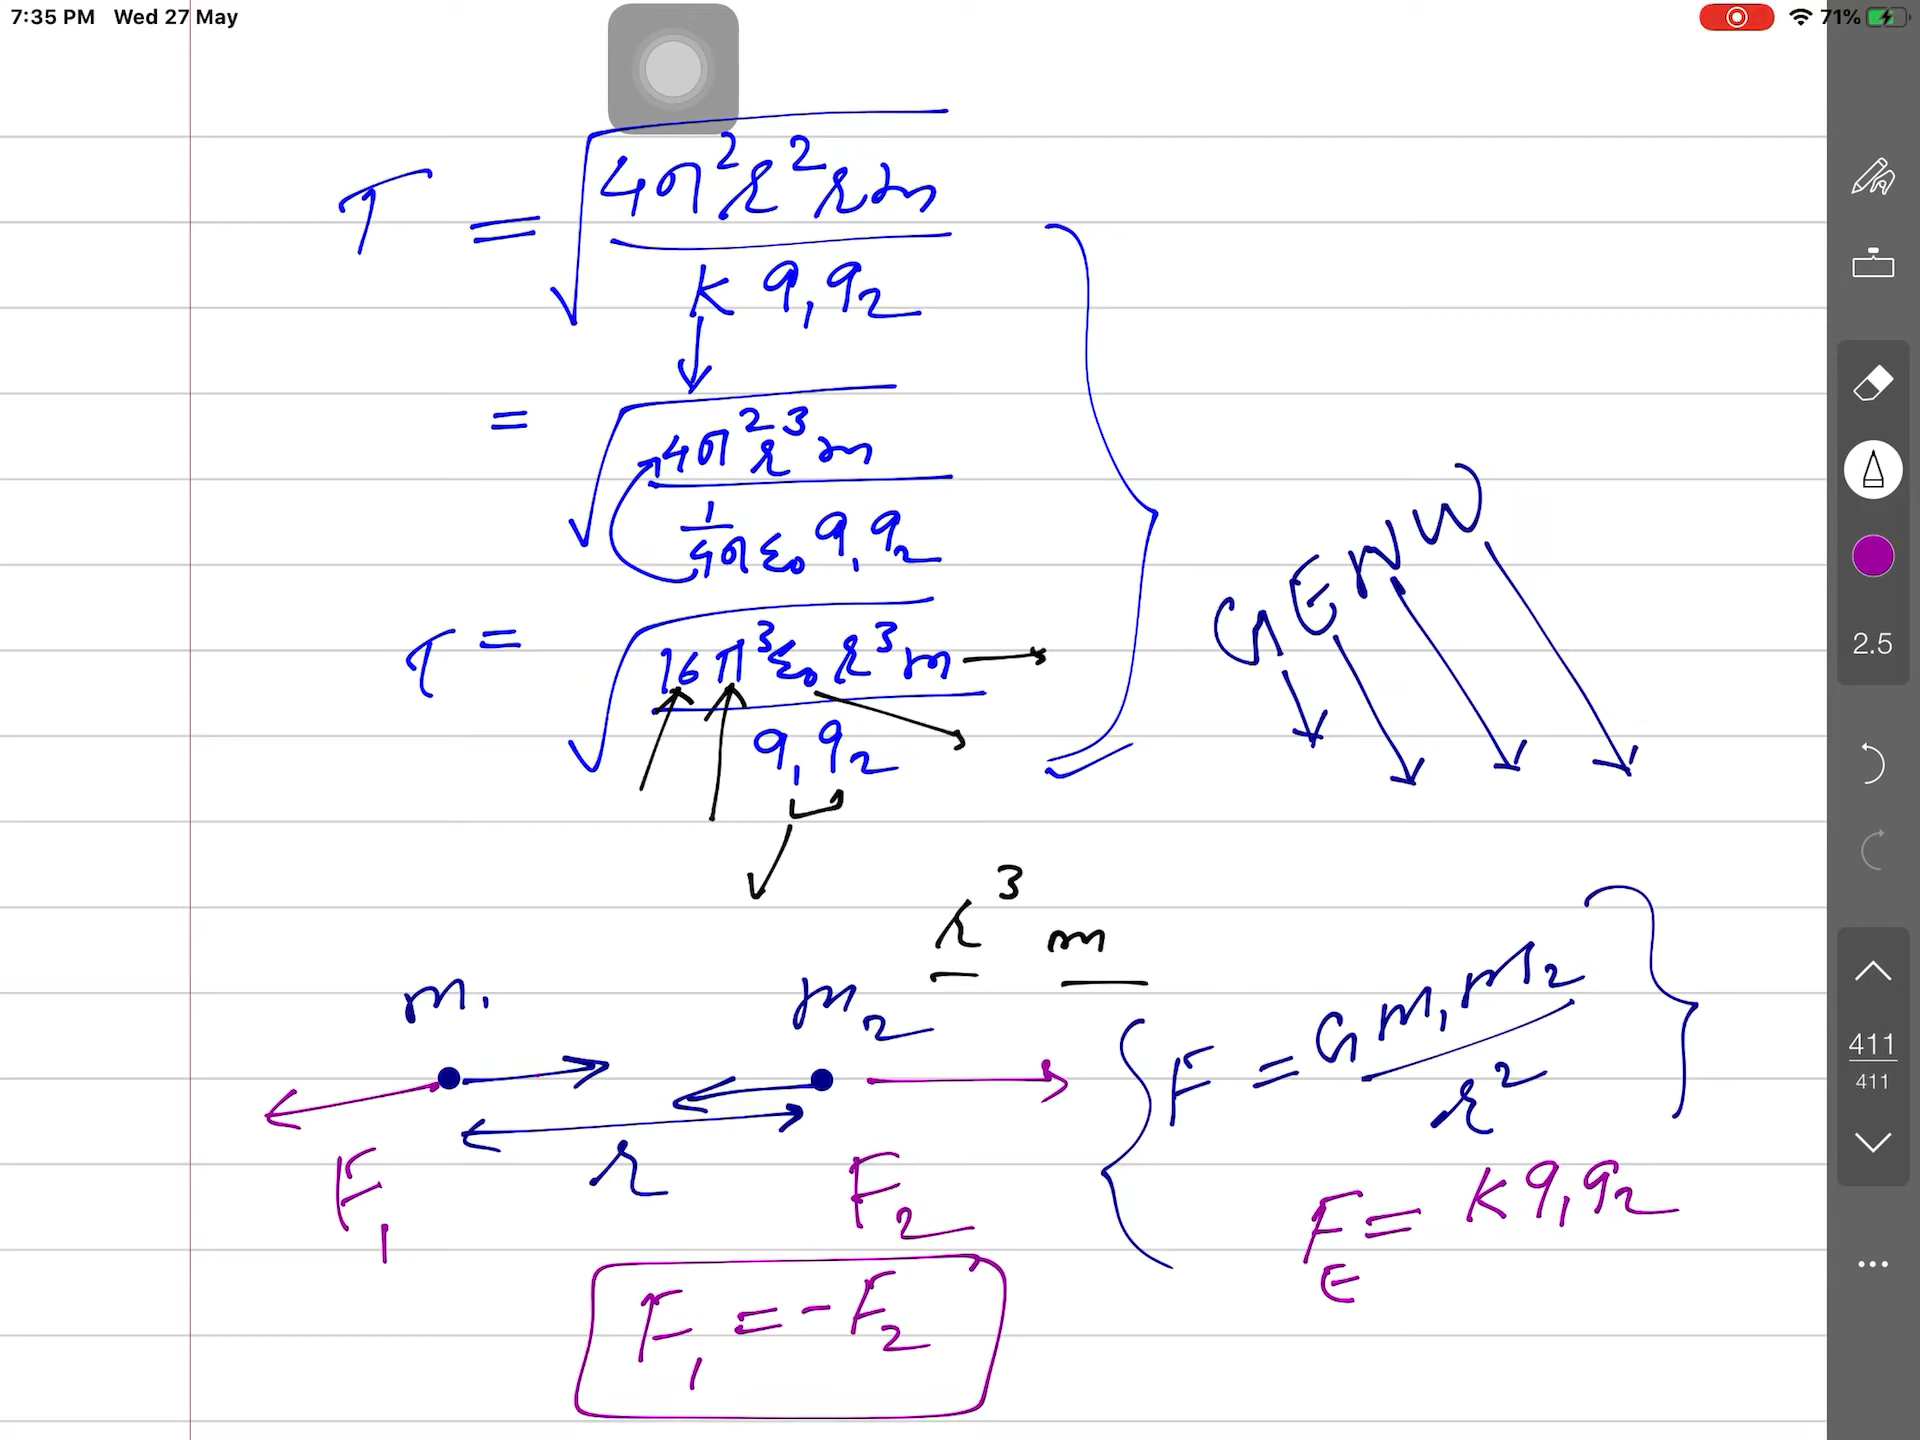 7:35 PM Wed 27 May
71%
T = √(4π²r²rm / k q₁q₂)
= √(4π²r³m / (1/4πε₀ q₁q₂))
T = √(16π³ε₀r³m / q₁q₂)
GENW
r³ m
m₁ m₂
r
F₁ F₂
F = G m₁m₂ / r²
F_E = k q₁q₂
F₁ = -F₂
2.5
411
411